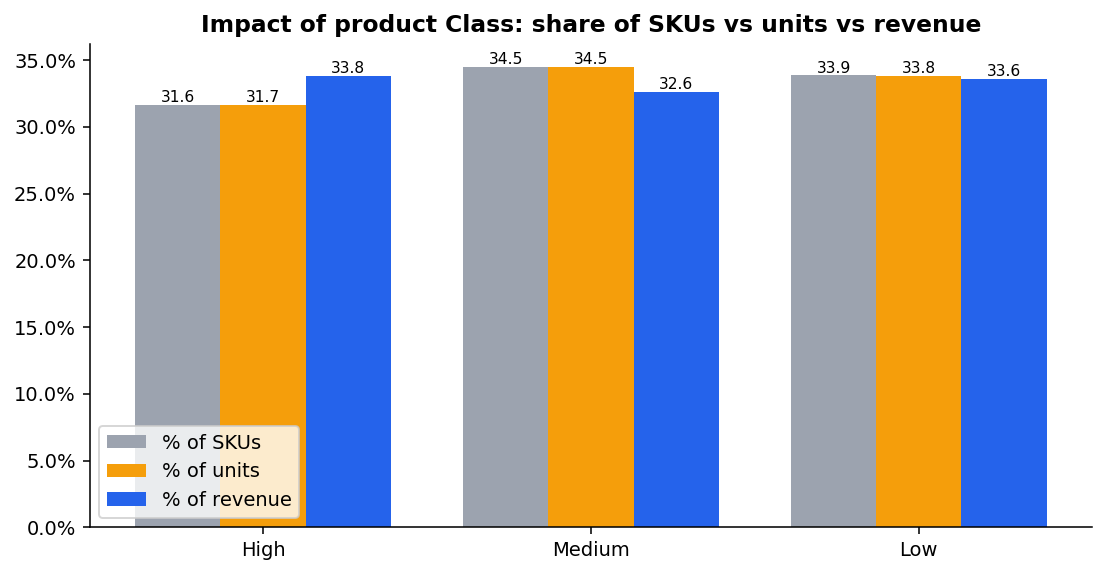 Impact of product Class: share of SKUs vs units vs revenue
35.0%
30.0%
25.0%
20.0%
15.0%
10.0%
5.0%
0.0%
31.6
31.7
33.8
34.5
34.5
32.6
33.9
33.8
33.6
% of SKUs
% of units
% of revenue
High
Medium
Low